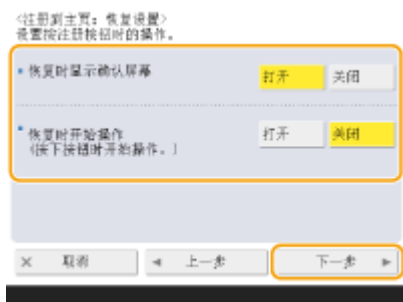 <注册到主页: 恢复设置>
设置按注册按钮时的操作。
恢复时显示确认屏幕
打开
关闭
恢复时开始操作
(按下按钮时开始操作。)
打开
关闭
× 取消
◄ 上一步
下一步 ►